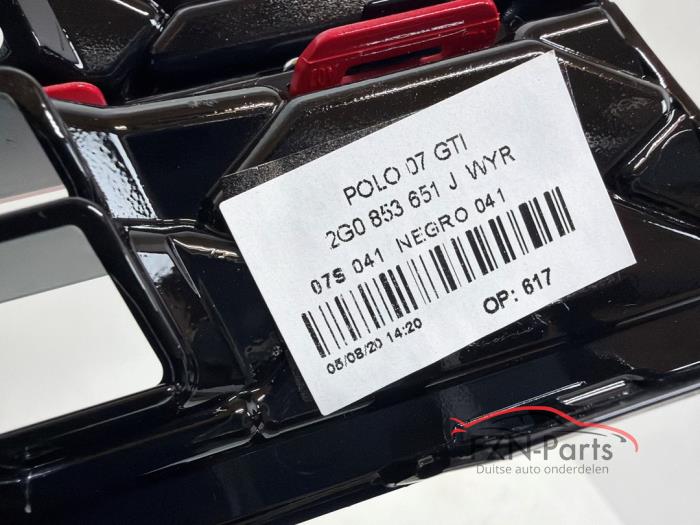 POLO 07 GTI
2G0 853 651 J WYR
07S 041 NEGRO 041
05/08/20 14:20
OP: 617
FZN-Parts
Duitse auto onderdelen